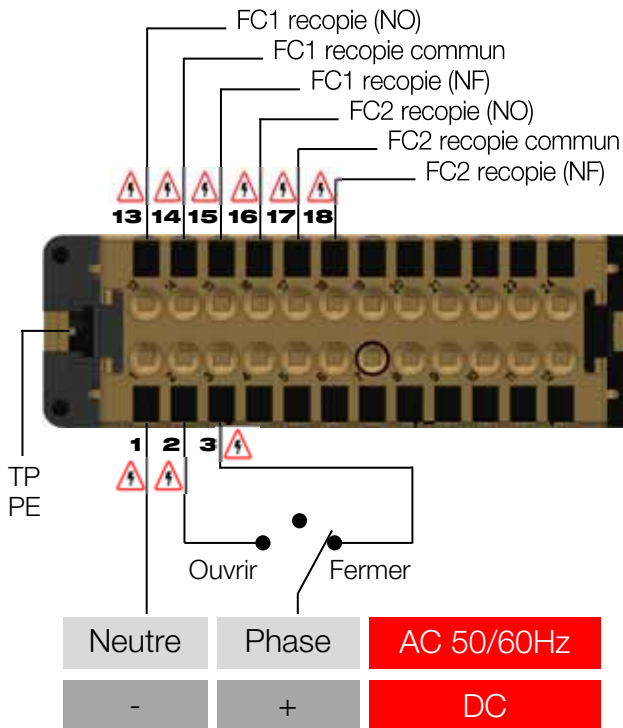 FC1 recopie (NO)
FC1 recopie commun
FC1 recopie (NF)
FC2 recopie (NO)
FC2 recopie commun
FC2 recopie (NF)
13 14 15 16 17 18
1 2 3
TP
PE
Ouvrir Fermer
Neutre Phase AC 50/60Hz
- + DC